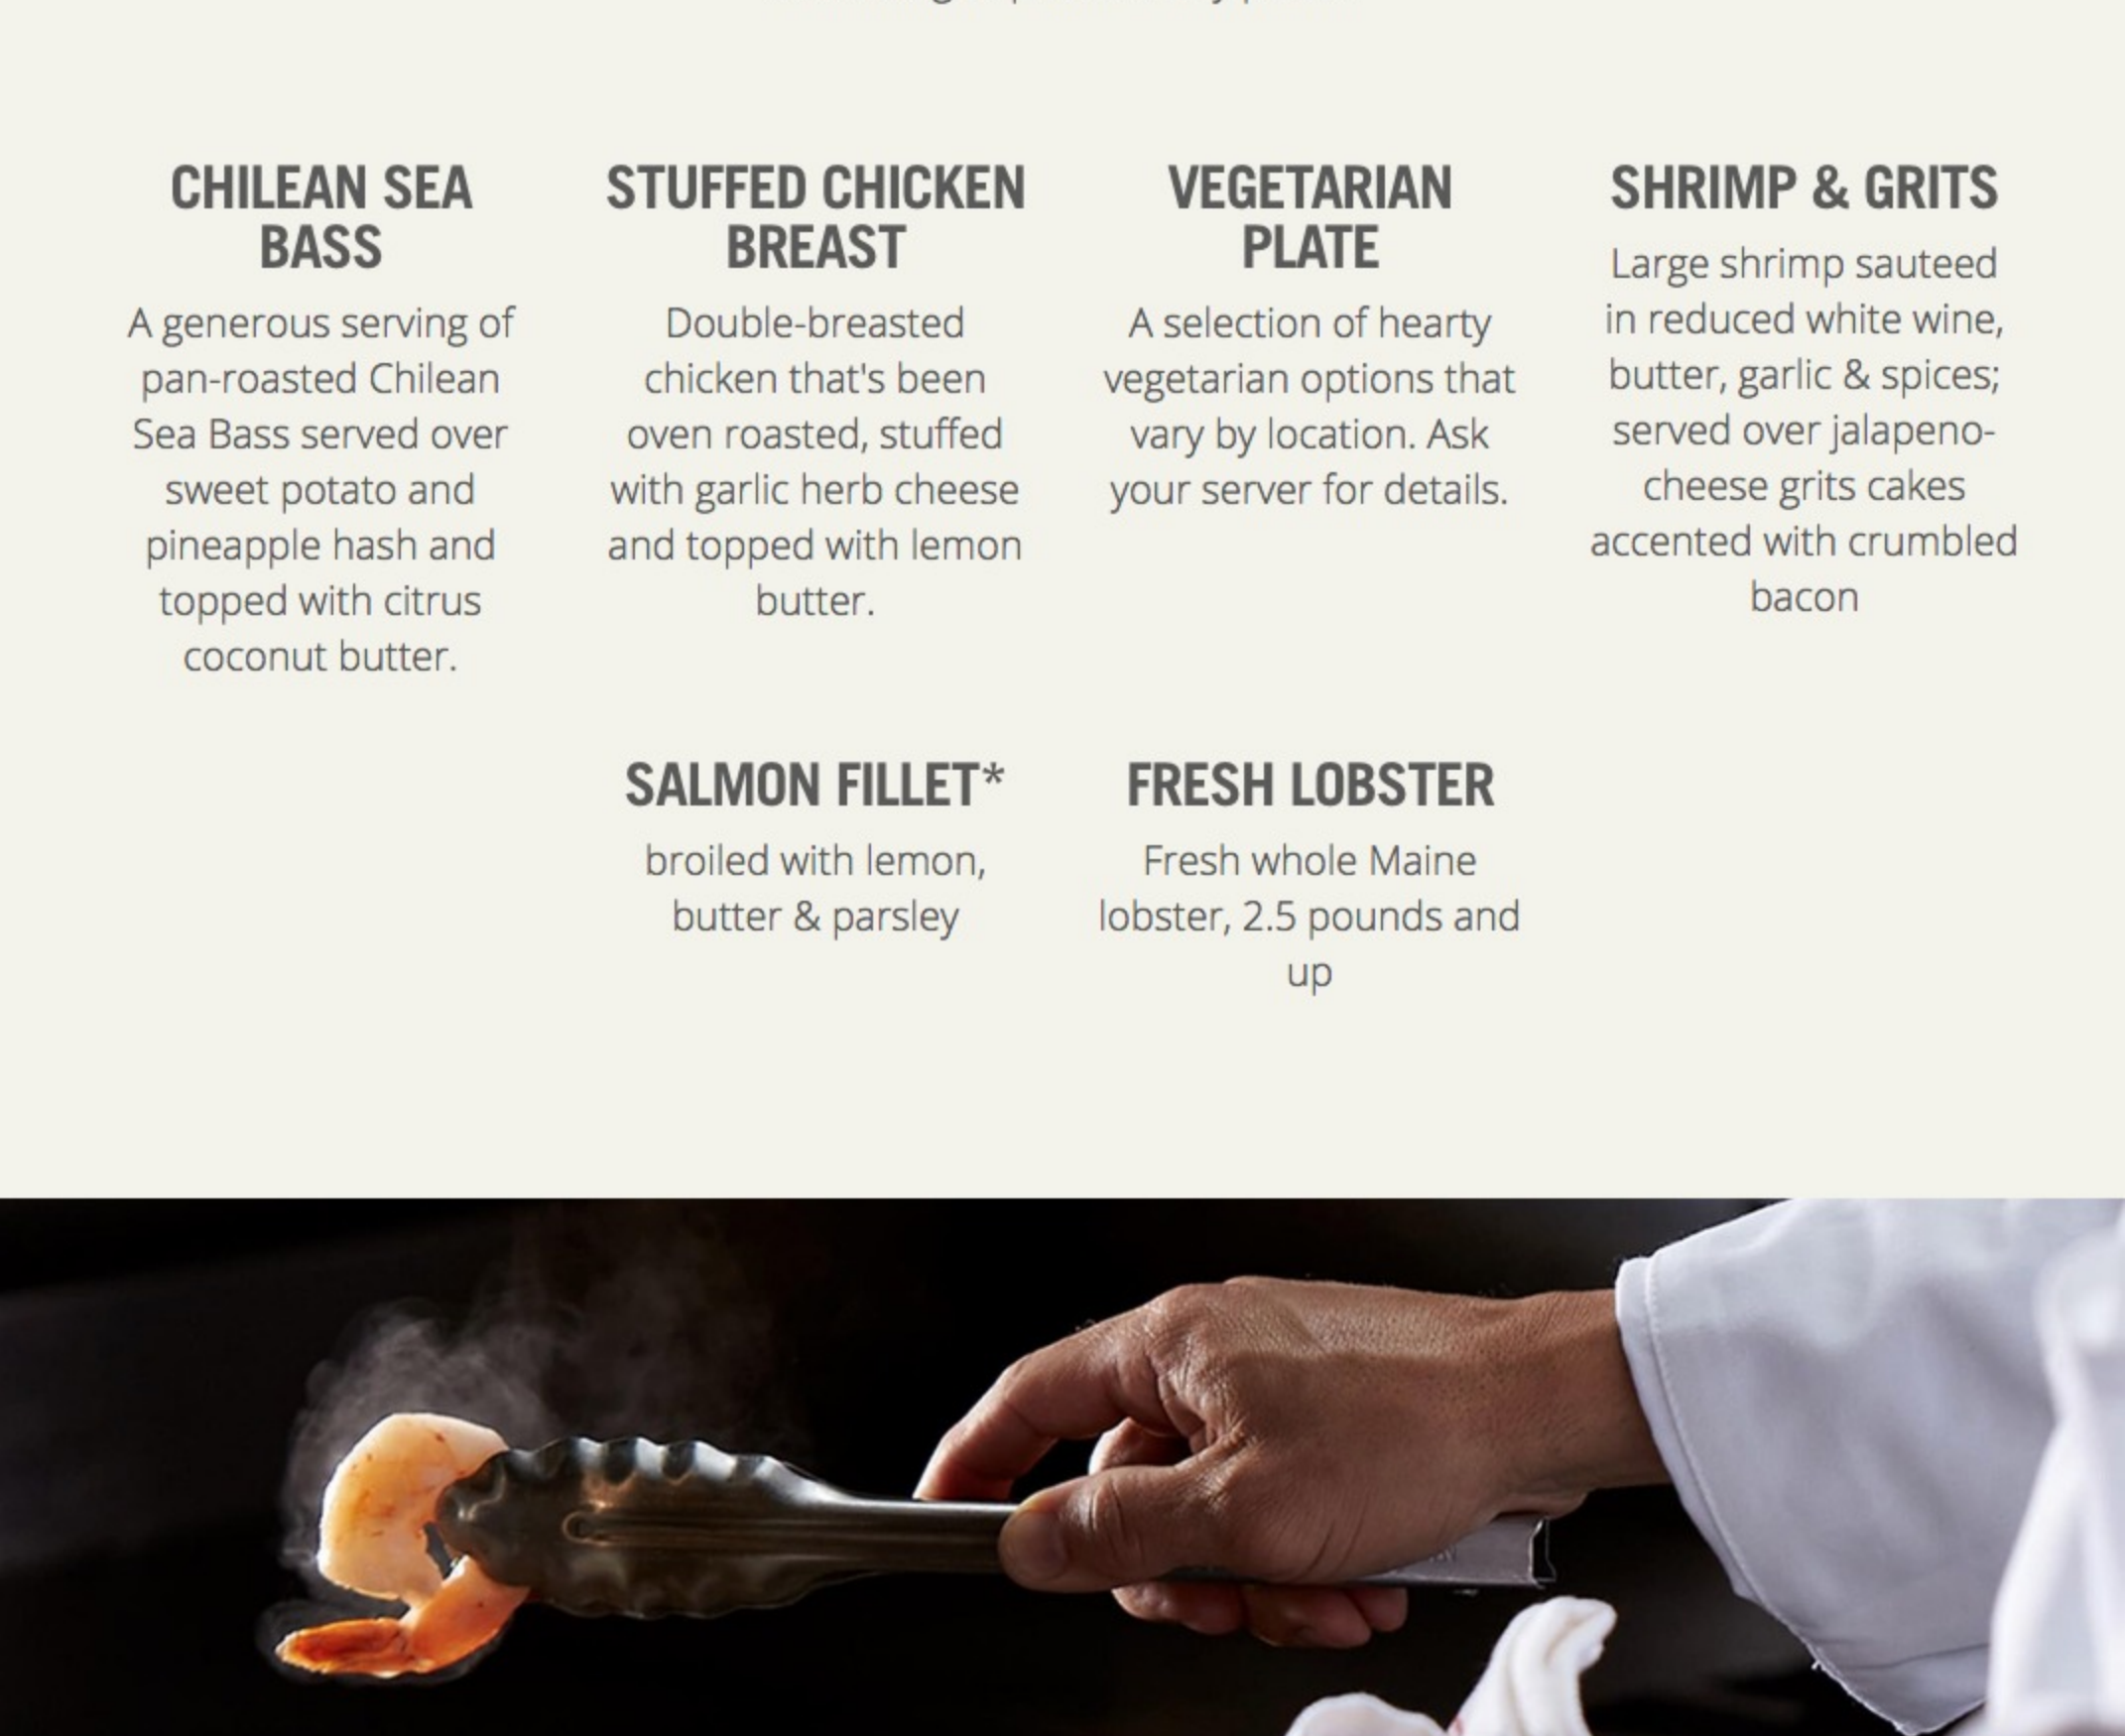 CHILEAN SEA
BASS
A generous serving of
pan-roasted Chilean
Sea Bass served over
sweet potato and
pineapple hash and
topped with citrus
coconut butter.
STUFFED CHICKEN
BREAST
Double-breasted
chicken that's been
oven roasted, stuffed
with garlic herb cheese
and topped with lemon
butter.
VEGETARIAN
PLATE
A selection of hearty
vegetarian options that
vary by location. Ask
your server for details.
SHRIMP & GRITS
Large shrimp sauteed
in reduced white wine,
butter, garlic & spices;
served over jalapeno-
cheese grits cakes
accented with crumbled
bacon
SALMON FILLET*
broiled with lemon,
butter & parsley
FRESH LOBSTER
Fresh whole Maine
lobster, 2.5 pounds and
up